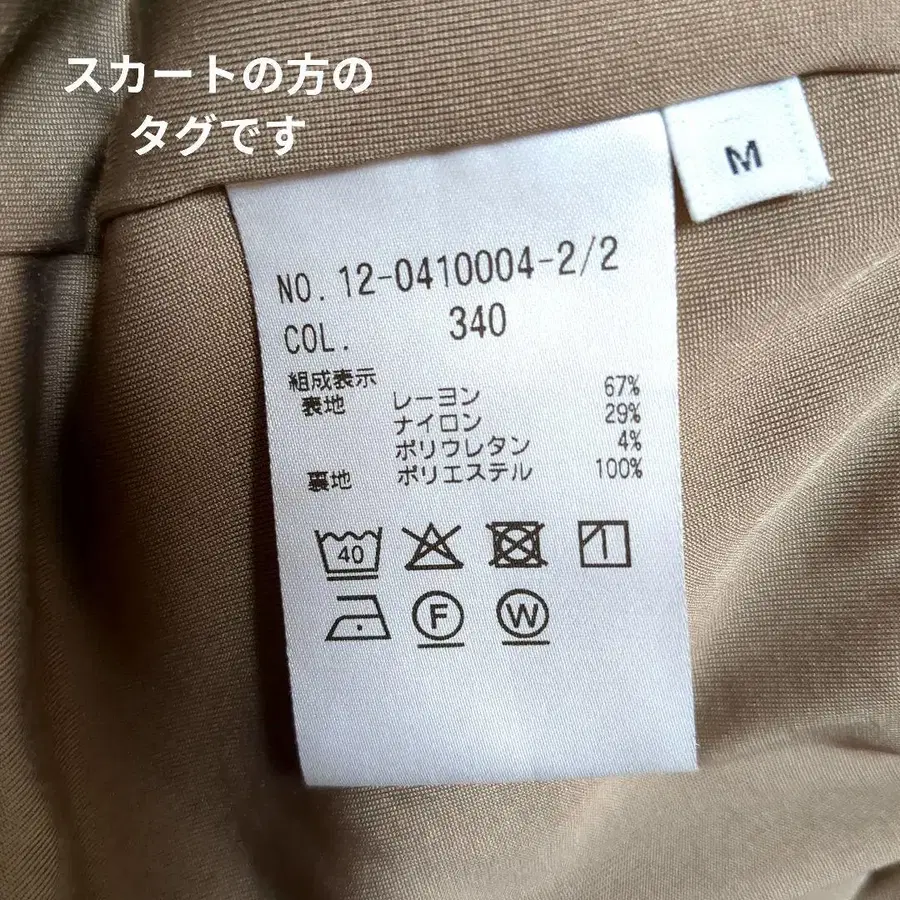 スカートの方の
タグです
M
NO. 12-0410004-2/2
COL. 340
組成表示
表地 レーヨン 67%
ナイロン 29%
ポリウレタン 4%
裏地 ポリエステル 100%
40
F W